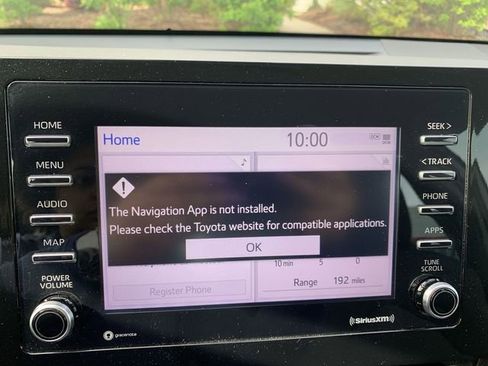 HOME
MENU
AUDIO
MAP
POWER
VOLUME
Home
10:00
The Navigation App is not installed.
Please check the Toyota website for compatible applications.
OK
10 min 5 0
Register Phone
Range 192 miles
SEEK >
< TRACK
PHONE
APPS
TUNE
SCROLL
gracenote
((SiriusXM))